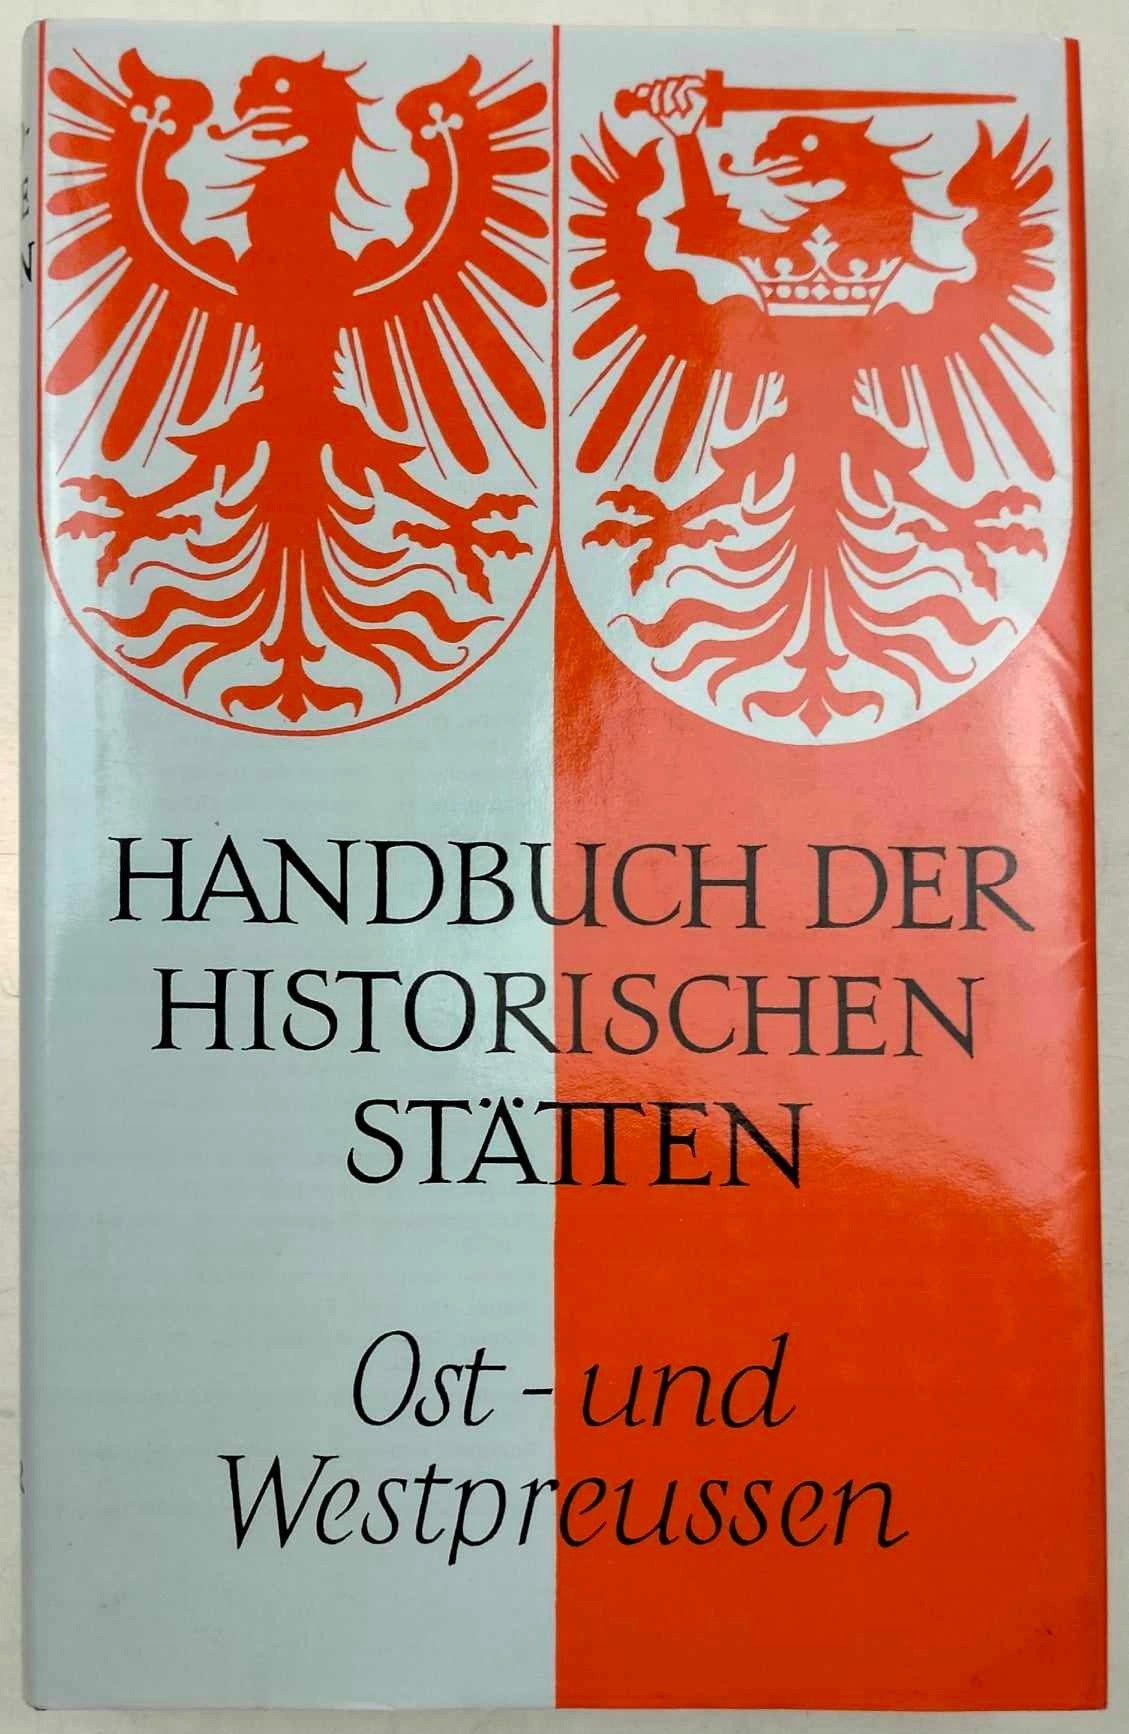 HANDBUCH DER
HISTORISCHEN
STÄTTEN
Ost - und
Westpreussen